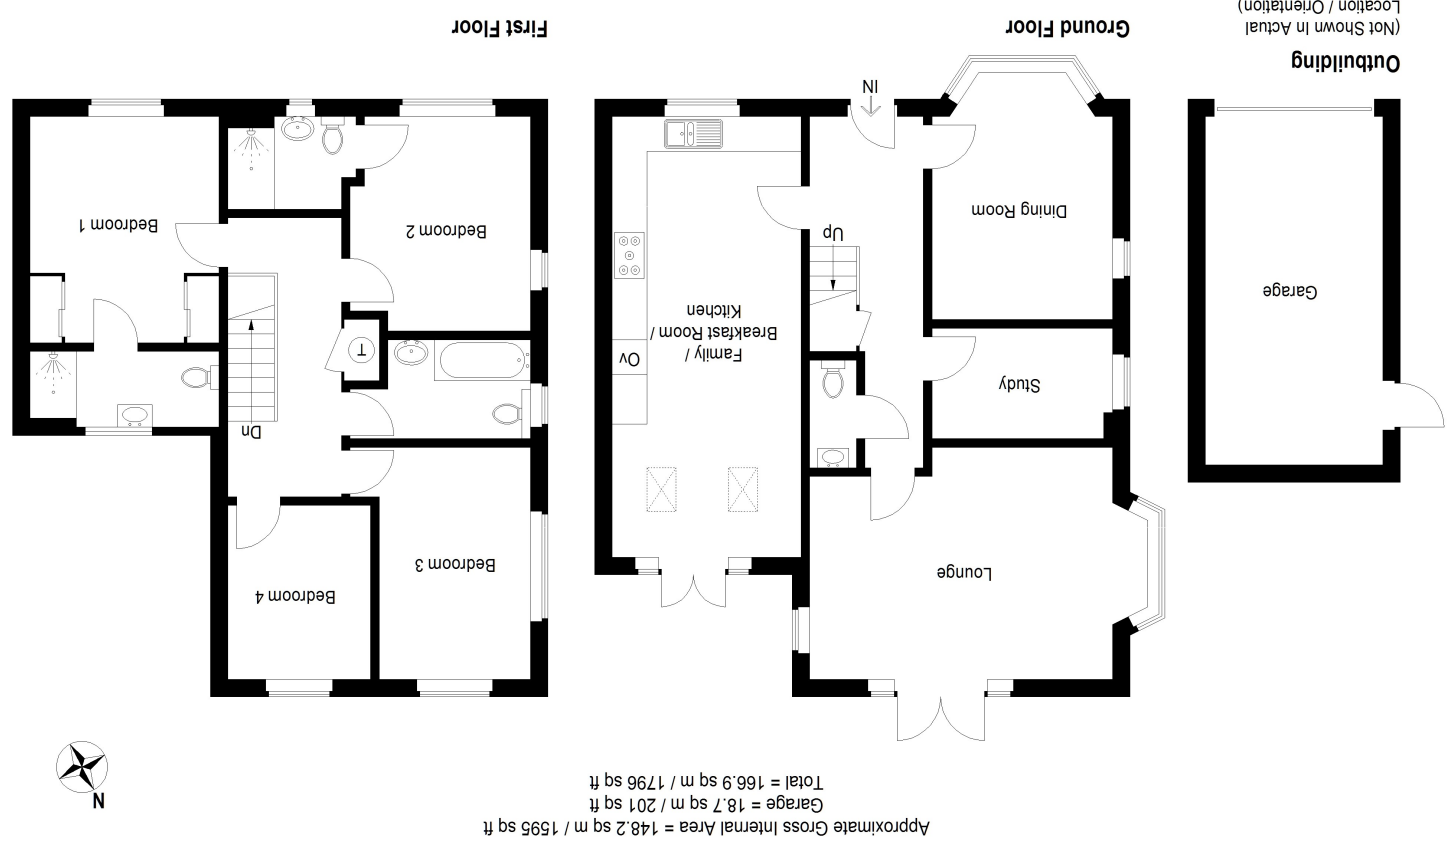 Approximate Gross Internal Area = 148.2 sq m / 1595 sq ft
Garage = 18.7 sq m / 201 sq ft
Total = 166.9 sq m / 1796 sq ft
N
Lounge
Study
Dining Room
Family /
Breakfast Room /
Kitchen
Ov
Up
IN
Ground Floor
Bedroom 4
Bedroom 3
Dn
T
Bedroom 2
Bedroom 1
First Floor
Garage
Outbuilding
(Not Shown In Actual
Location / Orientation)